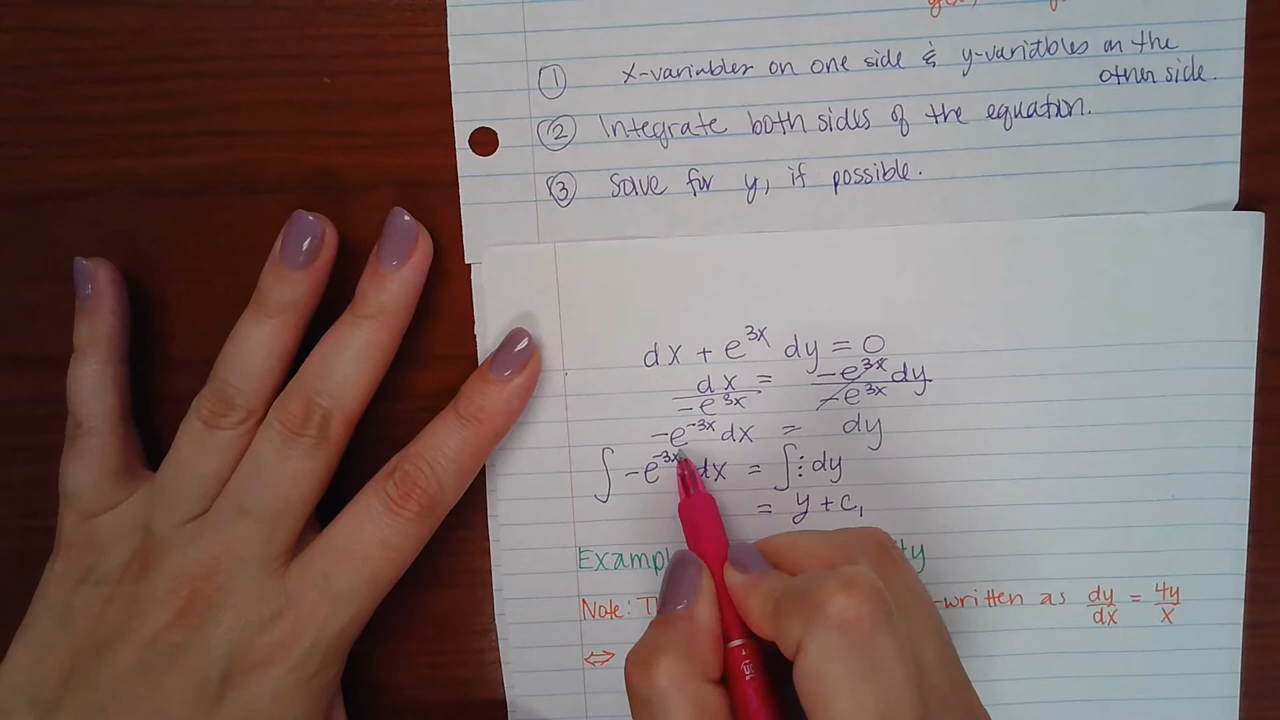 ① x-variables on one side & y-variables on the other side.
② Integrate both sides of the equation.
③ Solve for y, if possible.
dx + e^{3x} dy = 0
dx / -e^{3x} = -e^{3x} dy / -e^{3x}
-e^{-3x} dx = dy
∫ -e^{-3x} dx = ∫ dy
= y + c₁
Note: written as dy/dx = 4y/x
⇔